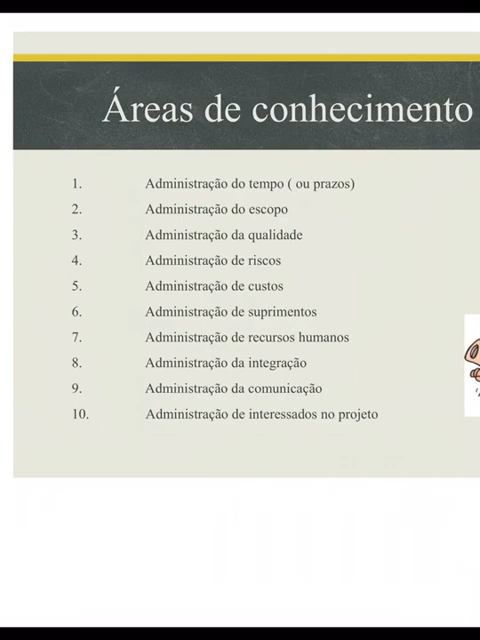 Áreas de conhecimento
1. Administração do tempo ( ou prazos)
2. Administração do escopo
3. Administração da qualidade
4. Administração de riscos
5. Administração de custos
6. Administração de suprimentos
7. Administração de recursos humanos
8. Administração da integração
9. Administração da comunicação
10. Administração de interessados no projeto